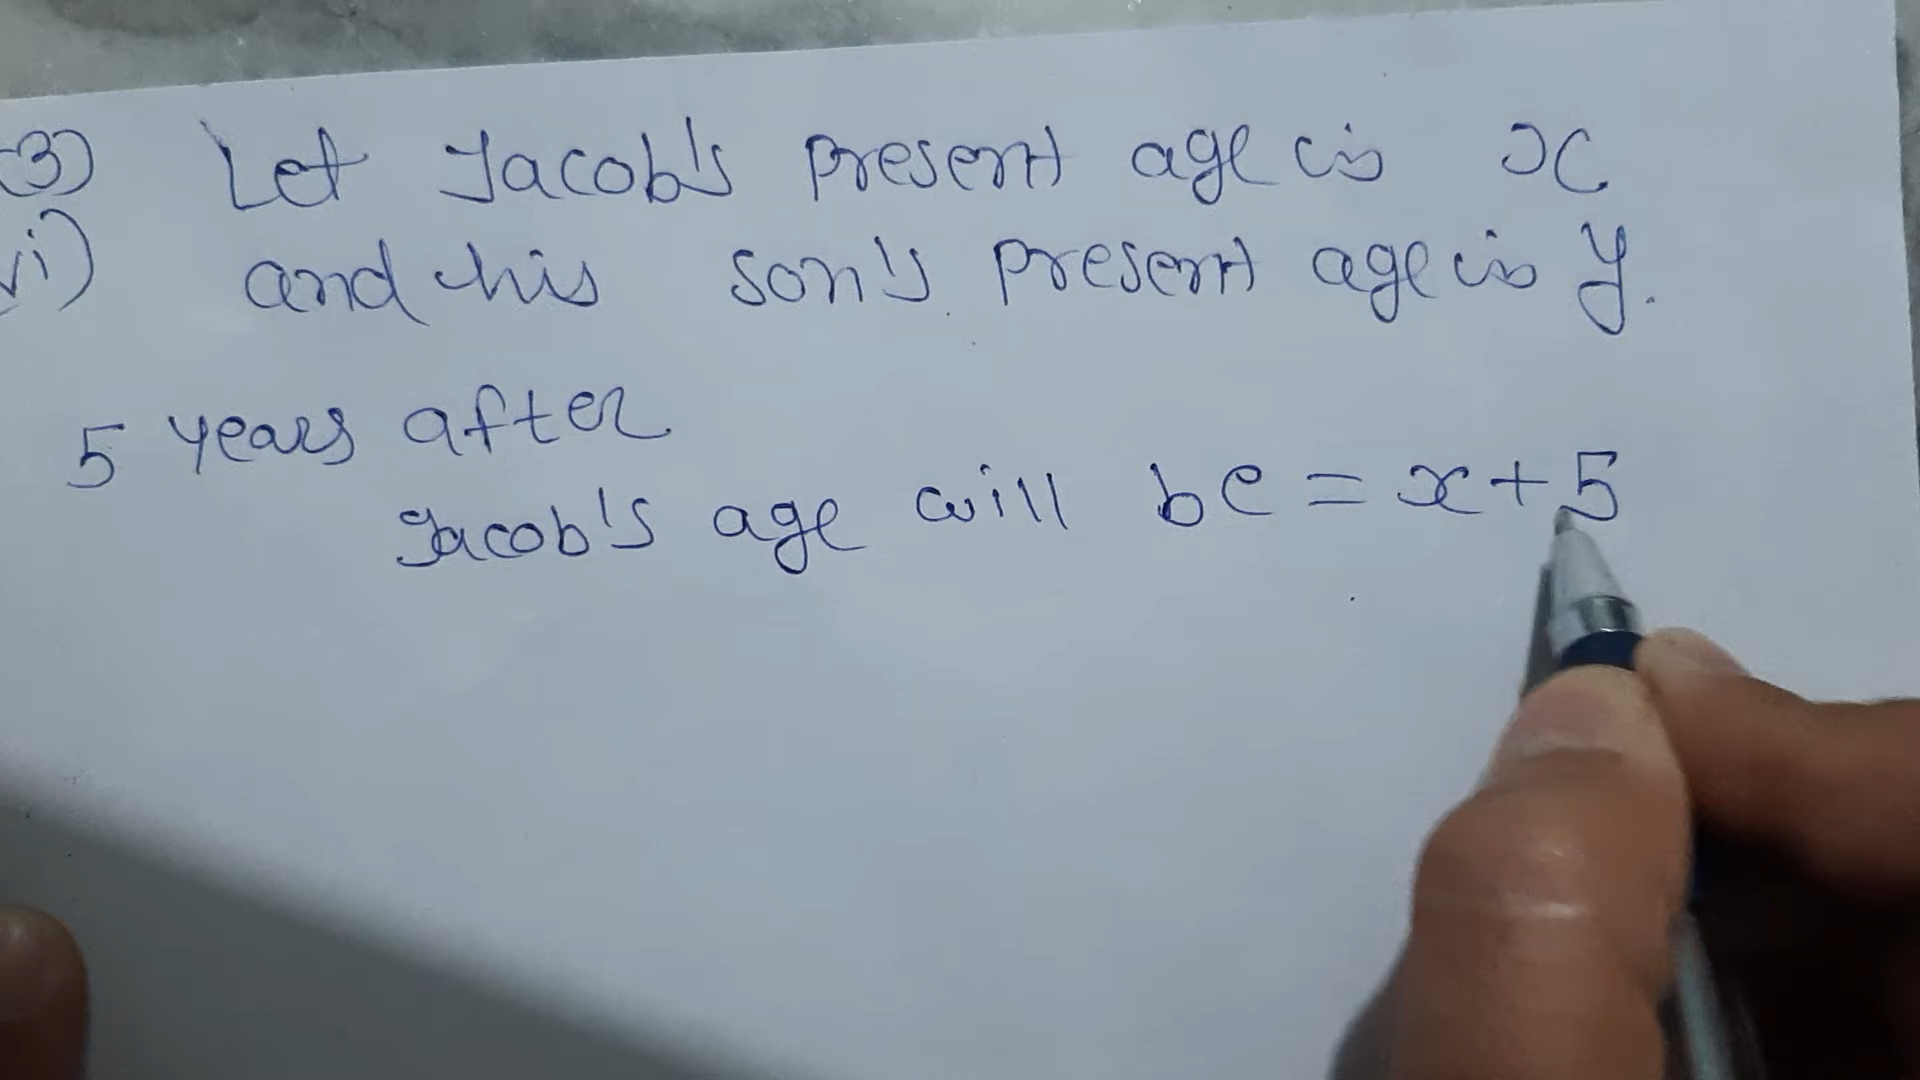 (3) Let Jacob's present age is x
vi) and his son's present age is y.
5 years after
Jacob's age will be = x + 5